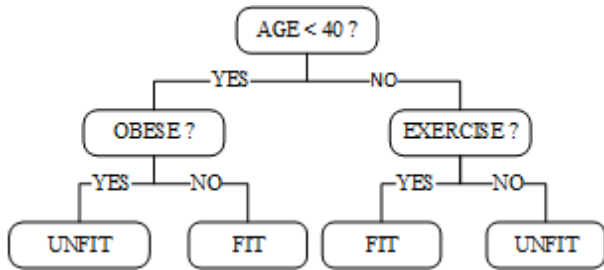 AGE < 40 ?
YES NO
OBESE ? EXERCISE ?
YES NO YES NO
UNFIT FIT FIT UNFIT